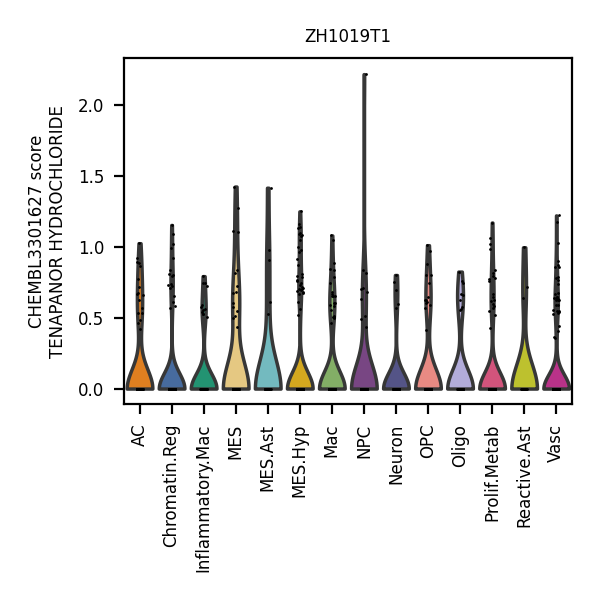 ZH1019T1
CHEMBL3301627 score
TENAPANOR HYDROCHLORIDE
2.0
1.5
1.0
0.5
0.0
AC
Chromatin.Reg
Inflammatory.Mac
MES
MES.Ast
MES.Hyp
Mac
NPC
Neuron
OPC
Oligo
Prolif.Metab
Reactive.Ast
Vasc